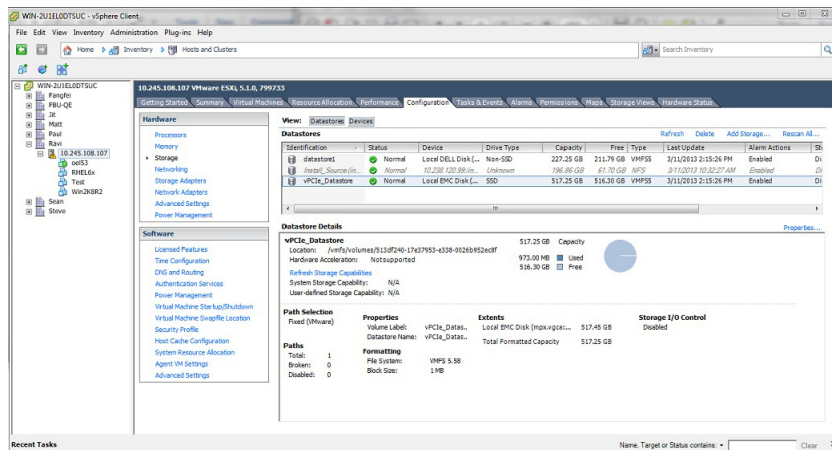 WIN-2U1EL0DTSUC - vSphere Client
File Edit View Inventory Administration Plug-ins Help
Home Inventory Hosts and Clusters
Search Inventory
WIN-2U1EL0DTSUC
Fangfei
FBU-QE
Jit
Matt
Paul
Ravi
10.245.108.107
oel53
RHEL6x
Test
Win2K8R2
Sean
Steve
10.245.108.107 VMware ESXi, 5.1.0, 799733
Getting Started Summary Virtual Machines Resource Allocation Performance Configuration Tasks & Events Alarms Permissions Maps Storage Views Hardware Status
Hardware
Processors
Memory
Storage
Networking
Storage Adapters
Network Adapters
Advanced Settings
Power Management
Software
Licensed Features
Time Configuration
DNS and Routing
Authentication Services
Power Management
Virtual Machine Startup/Shutdown
Virtual Machine Swapfile Location
Security Profile
Host Cache Configuration
System Resource Allocation
Agent VM Settings
Advanced Settings
View: Datastores Devices
Datastores
Refresh Delete Add Storage... Rescan All...
Identification Status Device Drive Type Capacity Free Type Last Update Alarm Actions
datastore1 Normal Local DELL Disk (... Non-SSD 227.25 GB 211.79 GB VMFS5 3/11/2013 2:15:26 PM Enabled Di
Install_Source (in... Normal 10.238.120.99:/n... Unknown 196.86 GB 61.70 GB NFS 3/11/2013 10:32:27 AM Enabled Di
vPCIe_Datastore Normal Local EMC Disk (... SSD 517.25 GB 516.30 GB VMFS5 3/11/2013 2:15:26 PM Enabled Di
Datastore Details
Properties...
vPCIe_Datastore 517.25 GB Capacity
Location: /vmfs/volumes/513df240-17e37953-e338-0026b952ec8f
Hardware Acceleration: Not supported 973.00 MB Used
516.30 GB Free
Refresh Storage Capabilities
System Storage Capability: N/A
User-defined Storage Capability: N/A
Path Selection
Fixed (VMware)
Paths
Total: 1
Broken: 0
Disabled: 0
Properties
Volume Label: vPCIe_Datas..
Datastore Name: vPCIe_Datas..
Formatting
File System: VMFS 5.58
Block Size: 1 MB
Extents
Local EMC Disk (mpx.vgca:... 517.45 GB
Total Formatted Capacity 517.25 GB
Storage I/O Control
Disabled
Recent Tasks
Name, Target or Status contains: Clear